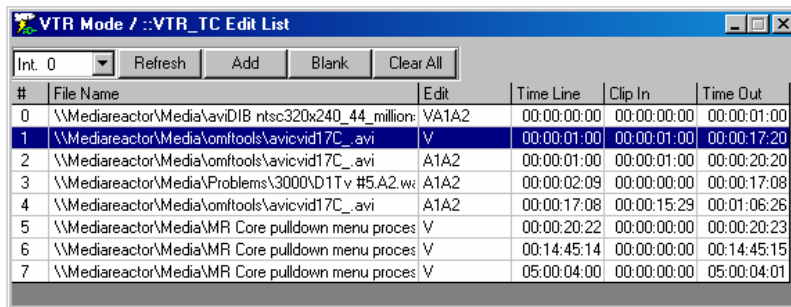 VTR Mode / ::VTR_TC Edit List
Int. 0 Refresh Add Blank Clear All
# File Name Edit Time Line Clip In Time Out
0 \\Mediareactor\Media\aviDIB ntsc320x240_44_million: VA1A2 00:00:00:00 00:00:00:00 00:00:01:00
1 \\Mediareactor\Media\omftools\avicvid17C_.avi V 00:00:01:00 00:00:01:00 00:00:17:20
2 \\Mediareactor\Media\omftools\avicvid17C_.avi A1A2 00:00:01:00 00:00:01:00 00:00:20:20
3 \\Mediareactor\Media\Problems\3000\D1Tv #5.A2.wa A1A2 00:00:02:09 00:00:00:00 00:00:17:08
4 \\Mediareactor\Media\omftools\avicvid17C_.avi A1A2 00:00:17:08 00:00:15:29 00:01:06:26
5 \\Mediareactor\Media\MR Core pulldown menu proces V 00:00:20:22 00:00:00:00 00:00:20:23
6 \\Mediareactor\Media\MR Core pulldown menu proces V 00:14:45:14 00:00:00:00 00:14:45:15
7 \\Mediareactor\Media\MR Core pulldown menu proces V 05:00:04:00 00:00:00:00 05:00:04:01